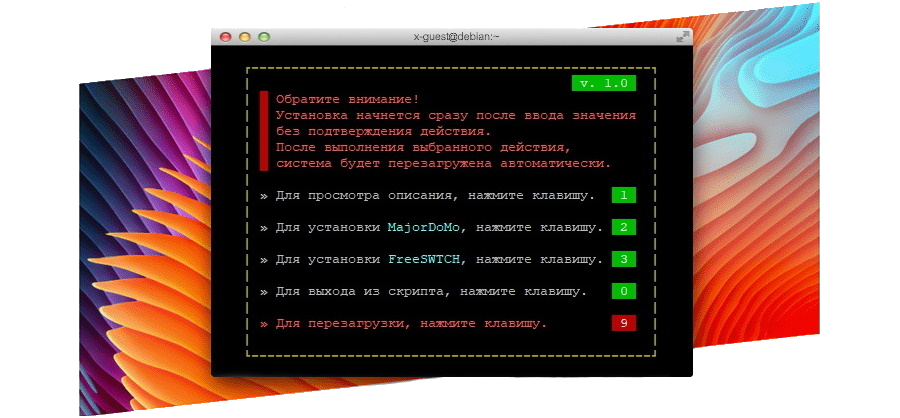 x-guest@debian:~
v. 1.0
Обратите внимание!
Установка начнется сразу после ввода значения
без подтверждения действия.
После выполнения выбранного действия,
система будет перезагружена автоматически.
» Для просмотра описания, нажмите клавишу. 1
» Для установки MajorDoMo, нажмите клавишу. 2
» Для установки FreeSWTCH, нажмите клавишу. 3
» Для выхода из скрипта, нажмите клавишу. 0
» Для перезагрузки, нажмите клавишу. 9